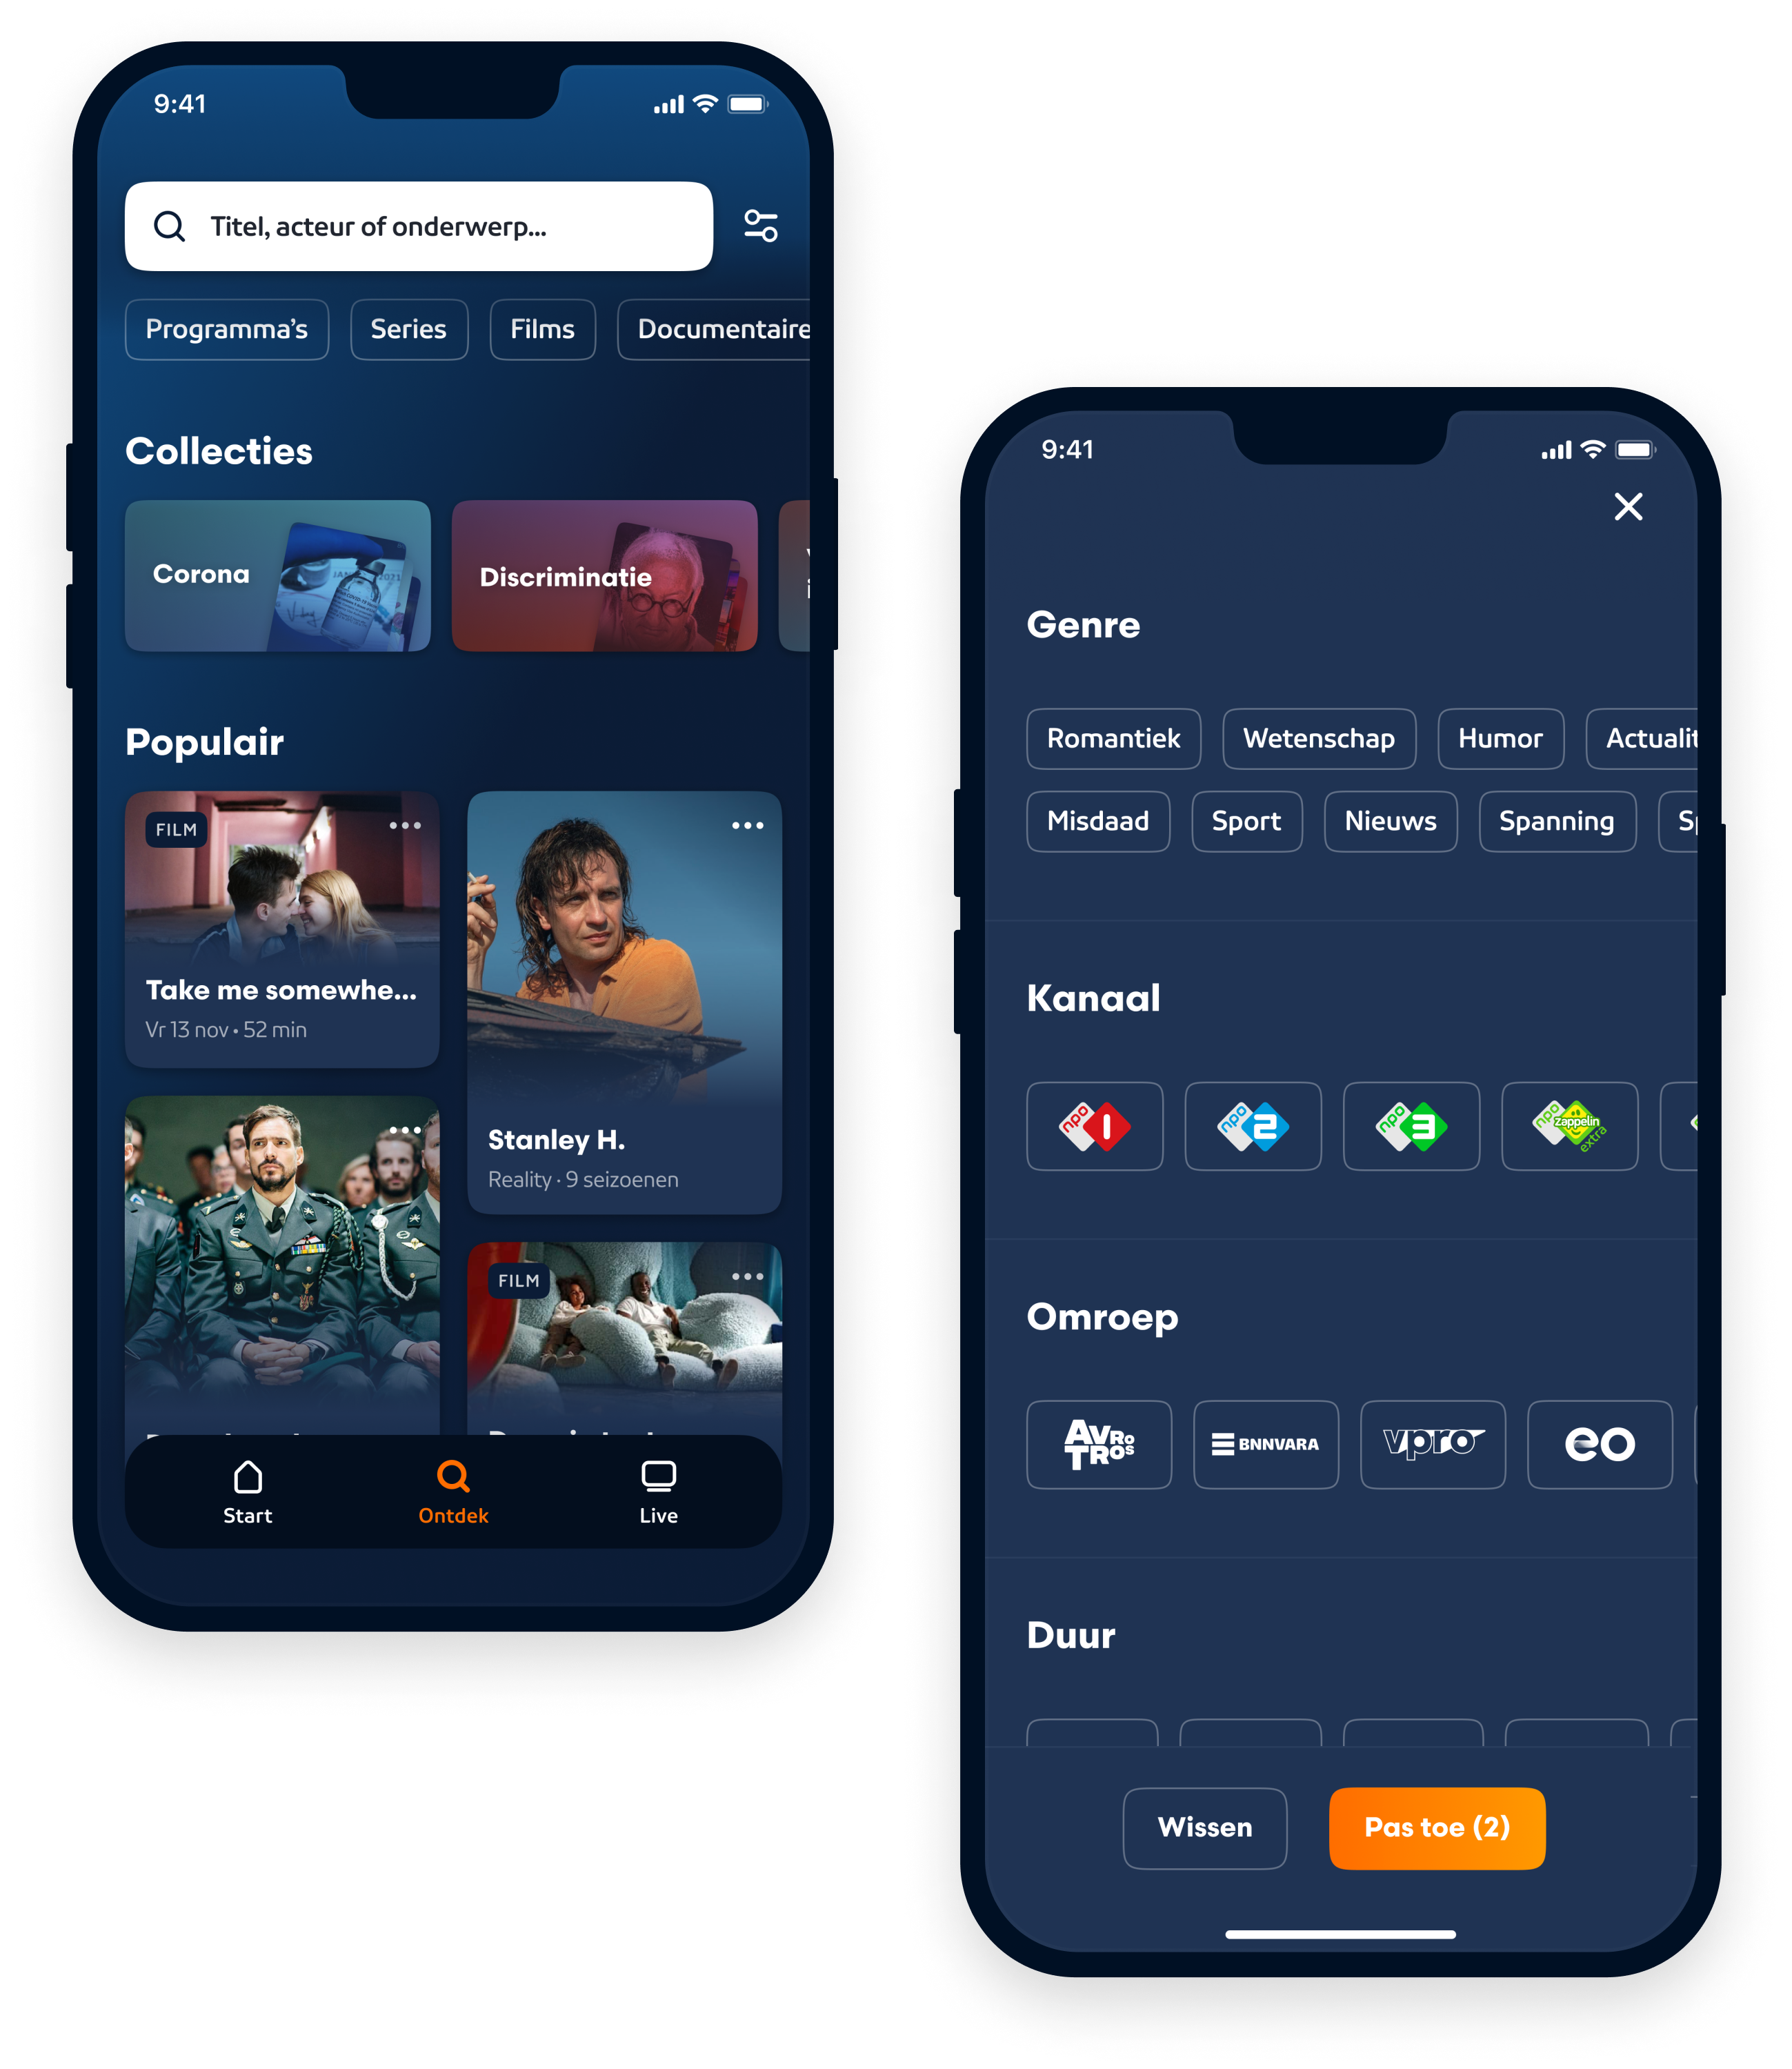 9:41
Titel, acteur of onderwerp...
Programma's
Series
Films
Documentaire
Collecties
Corona
Discriminatie
Populair
FILM
Take me somewhe...
Vr 13 nov • 52 min
Stanley H.
Reality · 9 seizoenen
FILM
Start
Ontdek
Live
9:41
Genre
Romantiek
Wetenschap
Humor
Actualit
Misdaad
Sport
Nieuws
Spanning
Sp
Kanaal
npo 1
npo 2
npo 3
npo Zappelin extra
Omroep
AVROTROS
BNNVARA
vpro
eo
Duur
Wissen
Pas toe (2)